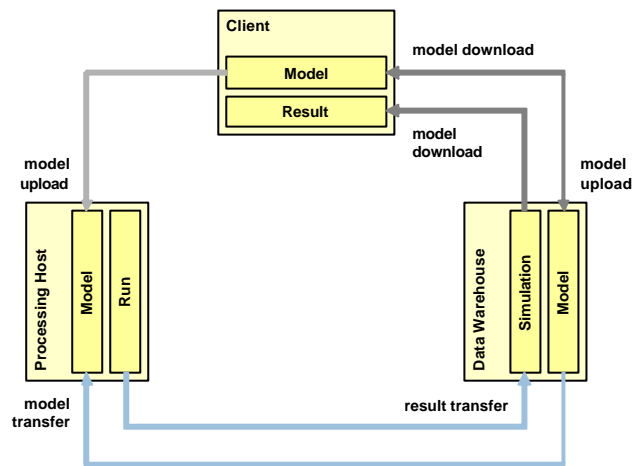 Client
model download
Model
Result
model
download
model
upload
model
upload
Processing Host
Model
Run
Data Warehouse
Simulation
Model
model
transfer
result transfer